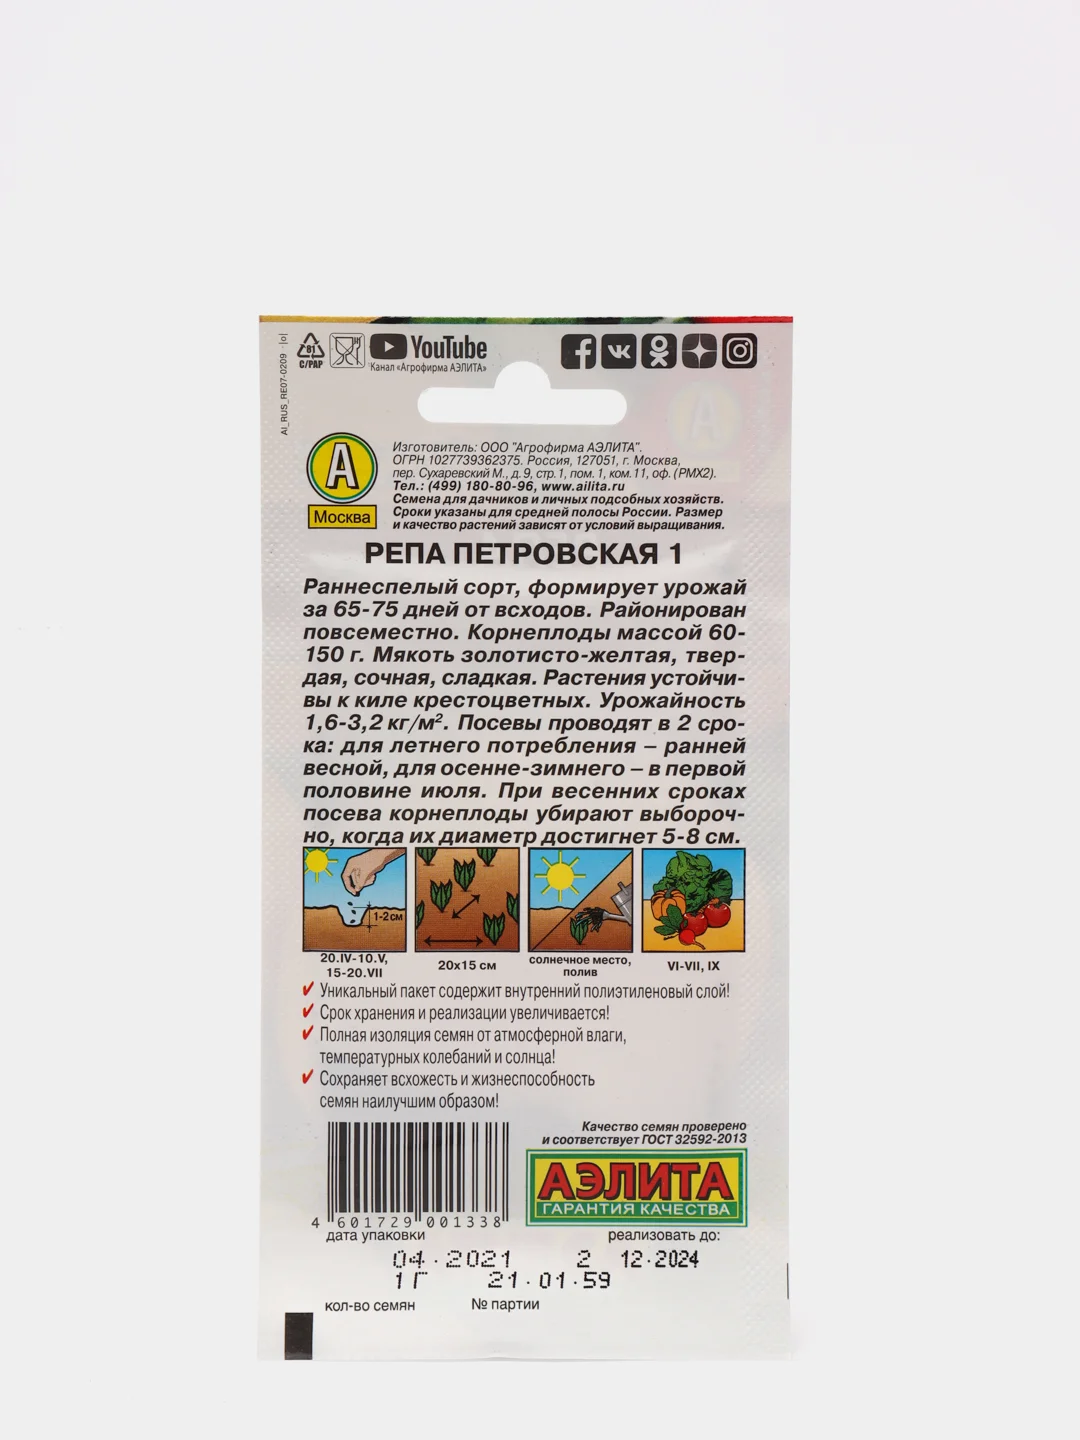 AI_RUS_RE07-0209
81
C/PAP
YouTube
Канал «Агрофирма АЭЛИТА»
А
Москва
Изготовитель: ООО "Агрофирма АЭЛИТА".
ОГРН 1027739362375. Россия, 127051, г. Москва,
пер. Сухаревский М., д. 9, стр. 1, пом. 1, ком. 11, оф. (РМХ2).
Тел.: (499) 180-80-96, www.ailita.ru
Семена для дачников и личных подсобных хозяйств.
Сроки указаны для средней полосы России. Размер
и качество растений зависят от условий выращивания.
РЕПА ПЕТРОВСКАЯ 1
Раннеспелый сорт, формирует урожай
за 65-75 дней от всходов. Районирован
повсеместно. Корнеплоды массой 60-
150 г. Мякоть золотисто-желтая, твер-
дая, сочная, сладкая. Растения устойчи-
вы к киле крестоцветных. Урожайность
1,6-3,2 кг/м². Посевы проводят в 2 сро-
ка: для летнего потребления – ранней
весной, для осенне-зимнего – в первой
половине июля. При весенних сроках
посева корнеплоды убирают выбороч-
но, когда их диаметр достигнет 5-8 см.
1-2 см
20.IV-10.V,
15-20.VII
20x15 см
солнечное место,
полив
VI-VII, IX
Уникальный пакет содержит внутренний полиэтиленовый слой!
Срок хранения и реализации увеличивается!
Полная изоляция семян от атмосферной влаги,
температурных колебаний и солнца!
Сохраняет всхожесть и жизнеспособность
семян наилучшим образом!
Качество семян проверено
и соответствует ГОСТ 32592-2013
АЭЛИТА
ГАРАНТИЯ КАЧЕСТВА
4 601729 001338
дата упаковки
реализовать до:
04.2021 2 12.2024
1Г 21.01.59
кол-во семян
№ партии